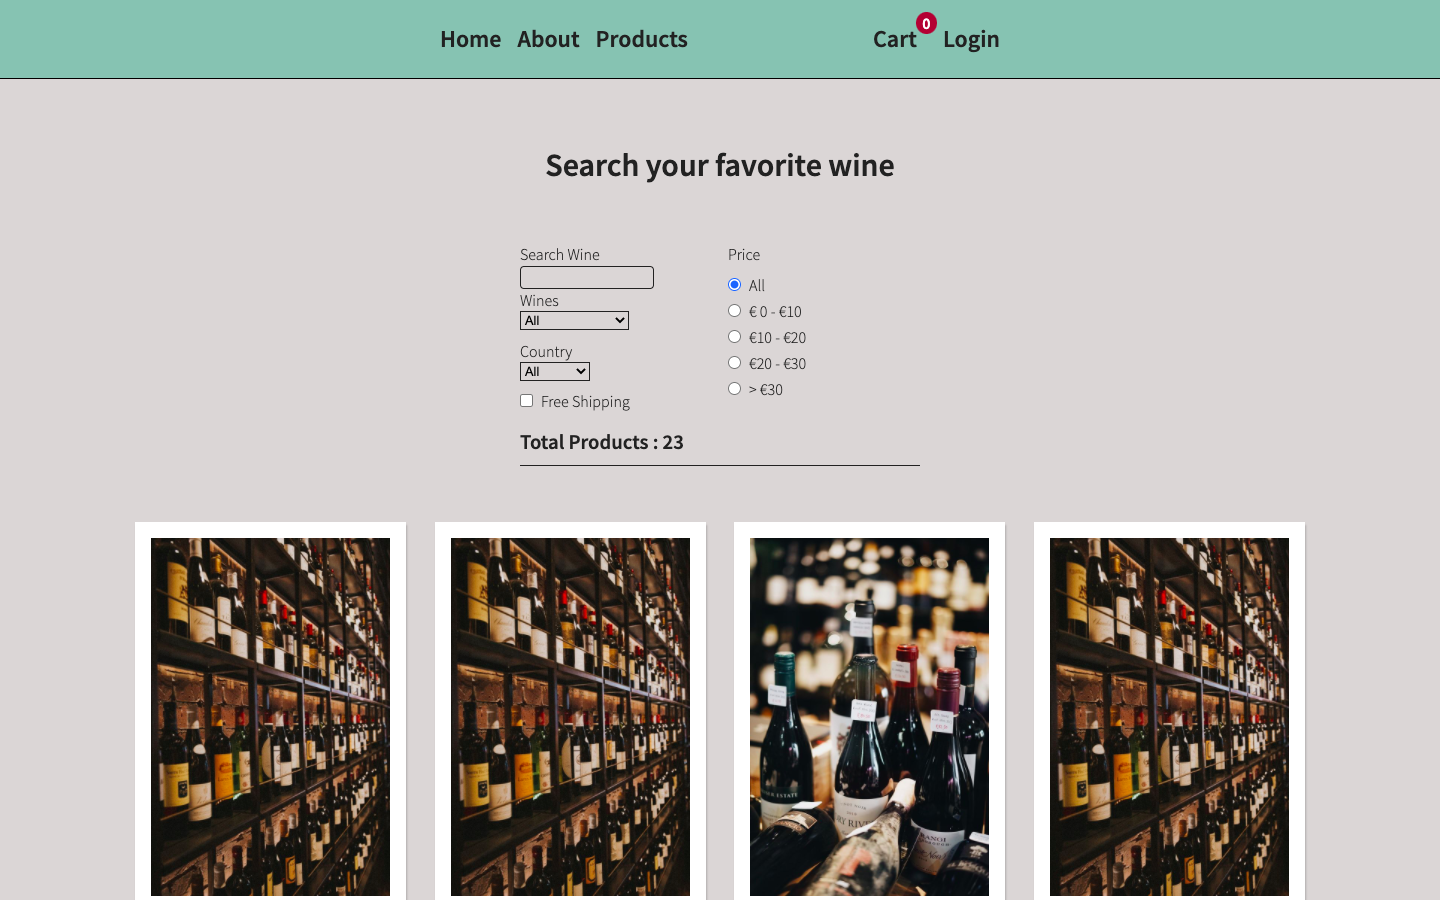 Home About Products Cart 0 Login
Search your favorite wine
Search Wine
Wines
All
Country
All
Free Shipping
Price
All
€ 0 - €10
€10 - €20
€20 - €30
> €30
Total Products : 23